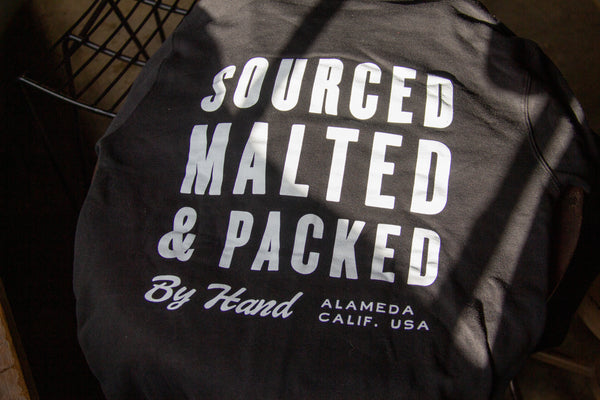 SOURCED
MALTED
& PACKED
By Hand
ALAMEDA
CALIF. USA